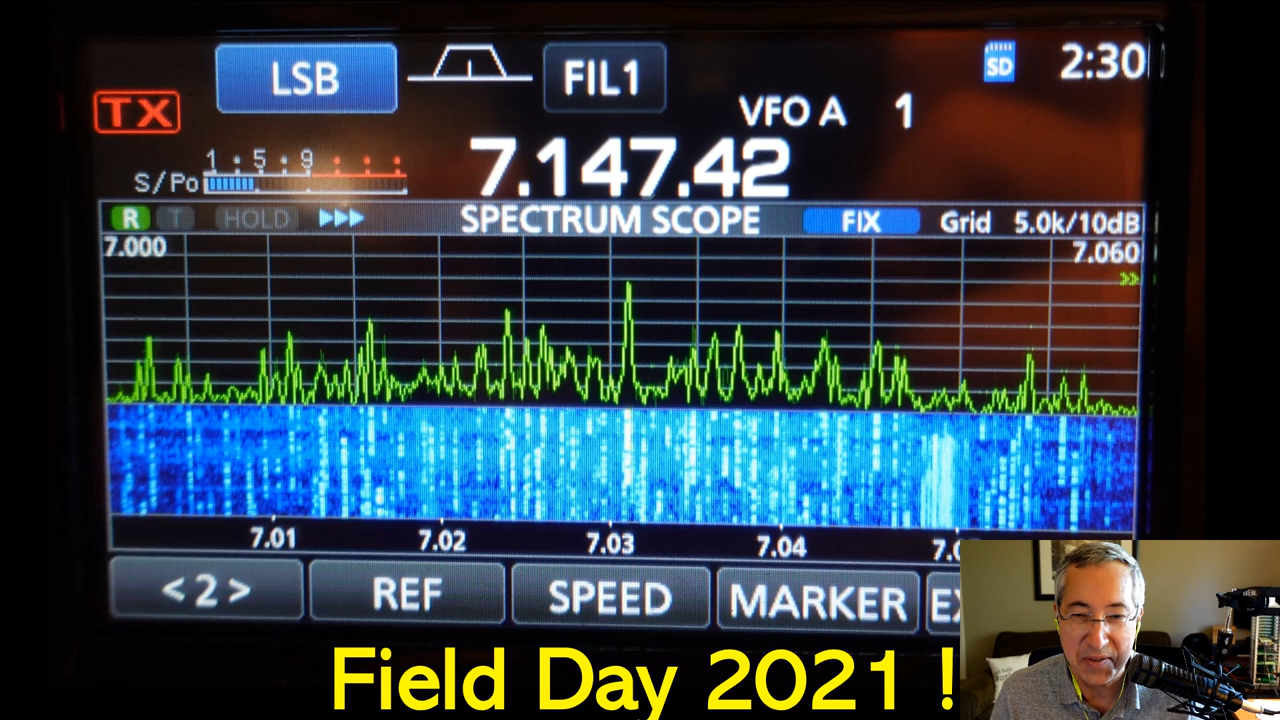 LSB FIL1 SD 2:30
TX VFO A 1
7.147.42
1 5 9
S/Po
R T HOLD SPECTRUM SCOPE FIX Grid 5.0k/10dB
7.000 7.060
7.01 7.02 7.03 7.04
<2> REF SPEED MARKER
Field Day 2021 !